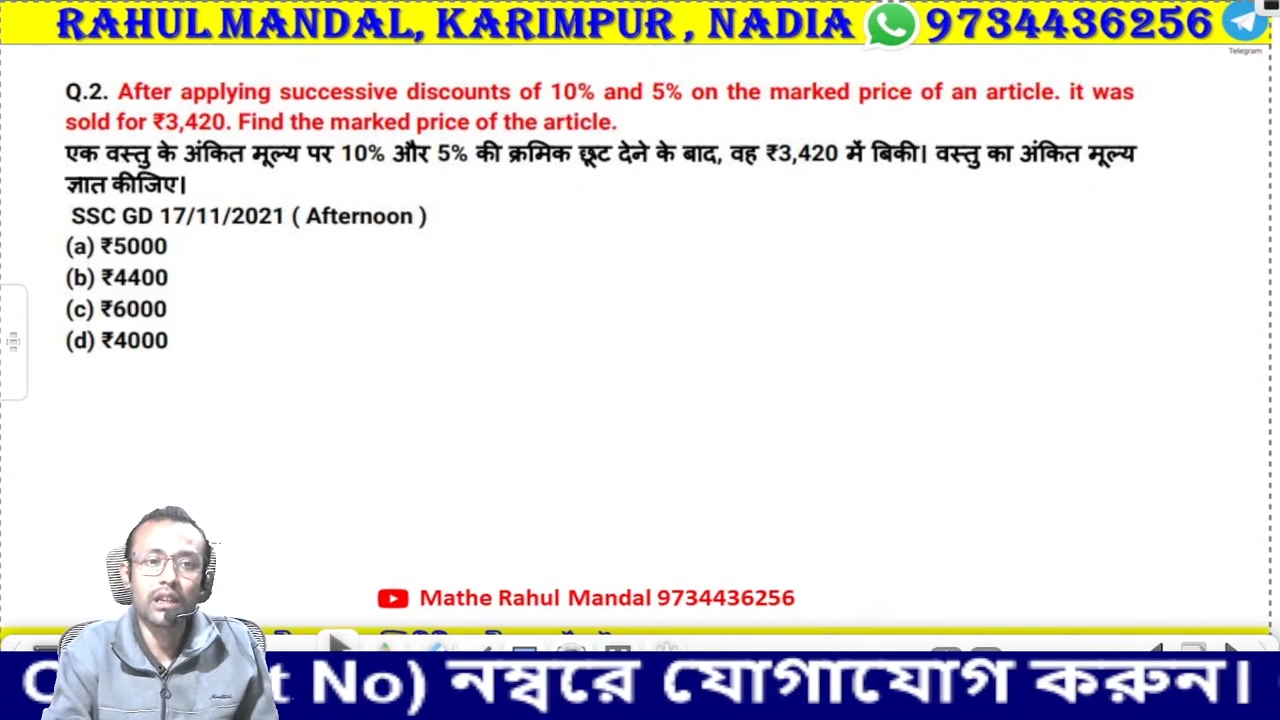 RAHUL MANDAL, KARIMPUR , NADIA 9734436256
Telegram
Q.2. After applying successive discounts of 10% and 5% on the marked price of an article. it was
sold for ₹3,420. Find the marked price of the article.
एक वस्तु के अंकित मूल्य पर 10% और 5% की क्रमिक छूट देने के बाद, वह ₹3,420 में बिकी। वस्तु का अंकित मूल्य
ज्ञात कीजिए।
SSC GD 17/11/2021 ( Afternoon )
(a) ₹5000
(b) ₹4400
(c) ₹6000
(d) ₹4000
Mathe Rahul Mandal 9734436256
t No) নম্বরে যোগাযোগ করুন।